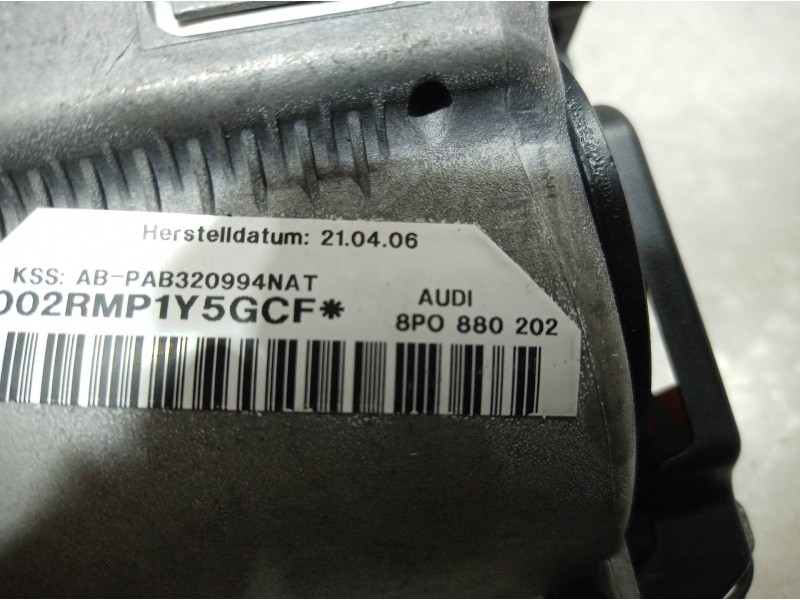 Herstelldatum: 21.04.06
KSS: AB-PAB320994NAT
002RMP1Y5GCF*
AUDI
8P0 880 202